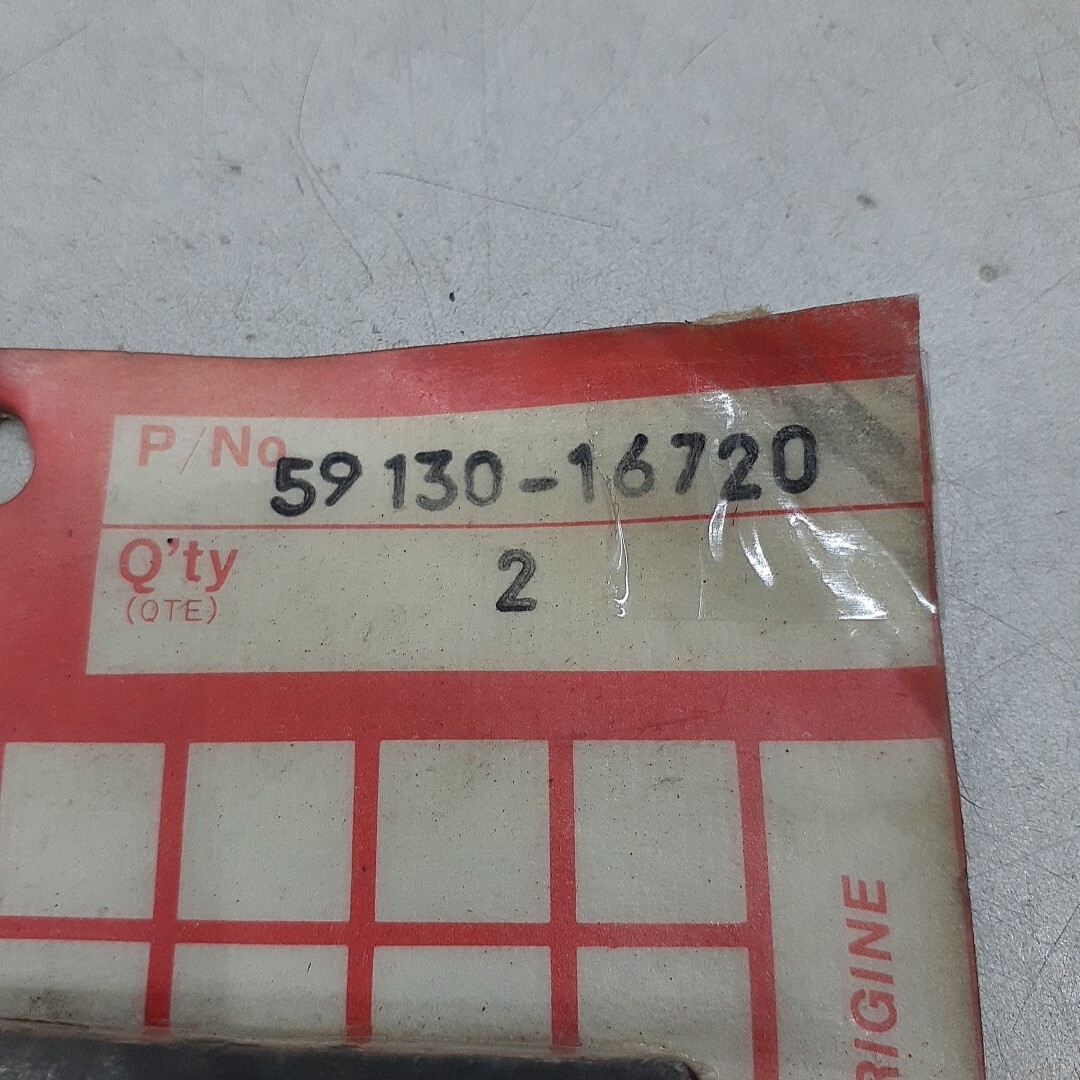 P/No 59130-16720
Q'ty 2
(QTE)
RIGINE